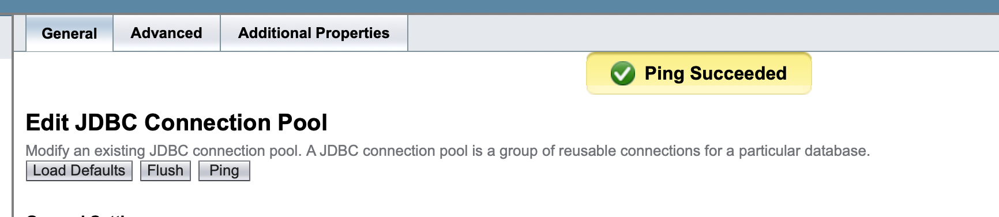 General
Advanced
Additional Properties
Ping Succeeded
Edit JDBC Connection Pool
Modify an existing JDBC connection pool. A JDBC connection pool is a group of reusable connections for a particular database.
Load Defaults
Flush
Ping